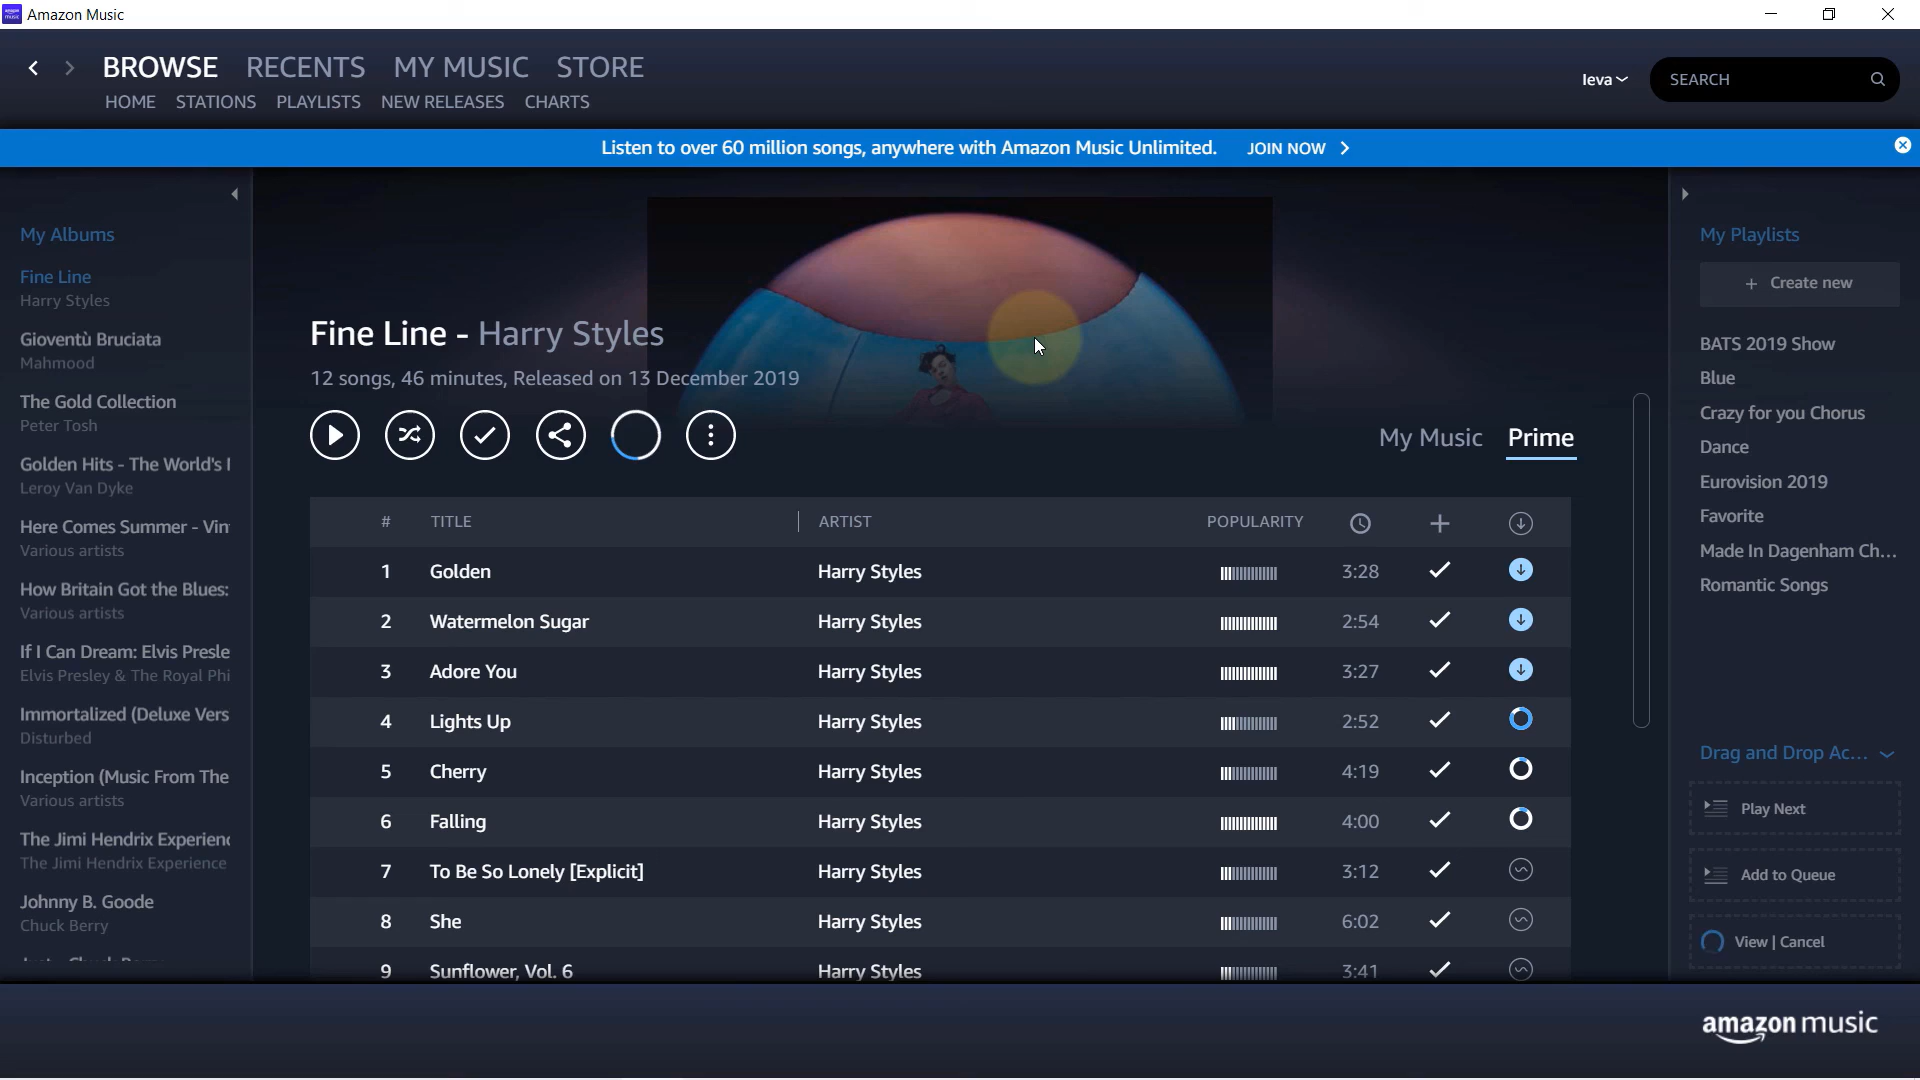 Amazon Music
BROWSE RECENTS MY MUSIC STORE
HOME STATIONS PLAYLISTS NEW RELEASES CHARTS
Ieva
SEARCH
Listen to over 60 million songs, anywhere with Amazon Music Unlimited. JOIN NOW
My Albums
Fine Line
Harry Styles
Gioventù Bruciata
Mahmood
The Gold Collection
Peter Tosh
Golden Hits - The World's
Leroy Van Dyke
Here Comes Summer - Vin
Various artists
How Britain Got the Blues:
Various artists
If I Can Dream: Elvis Presle
Elvis Presley & The Royal Phi
Immortalized (Deluxe Vers
Disturbed
Inception (Music From The
Various artists
The Jimi Hendrix Experienc
The Jimi Hendrix Experience
Johnny B. Goode
Chuck Berry
Fine Line - Harry Styles
12 songs, 46 minutes, Released on 13 December 2019
My Music Prime
# TITLE ARTIST POPULARITY
1 Golden Harry Styles 3:28
2 Watermelon Sugar Harry Styles 2:54
3 Adore You Harry Styles 3:27
4 Lights Up Harry Styles 2:52
5 Cherry Harry Styles 4:19
6 Falling Harry Styles 4:00
7 To Be So Lonely [Explicit] Harry Styles 3:12
8 She Harry Styles 6:02
9 Sunflower, Vol. 6 Harry Styles 3:41
My Playlists
+ Create new
BATS 2019 Show
Blue
Crazy for you Chorus
Dance
Eurovision 2019
Favorite
Made In Dagenham Ch...
Romantic Songs
Drag and Drop Ac...
Play Next
Add to Queue
View | Cancel
amazon music